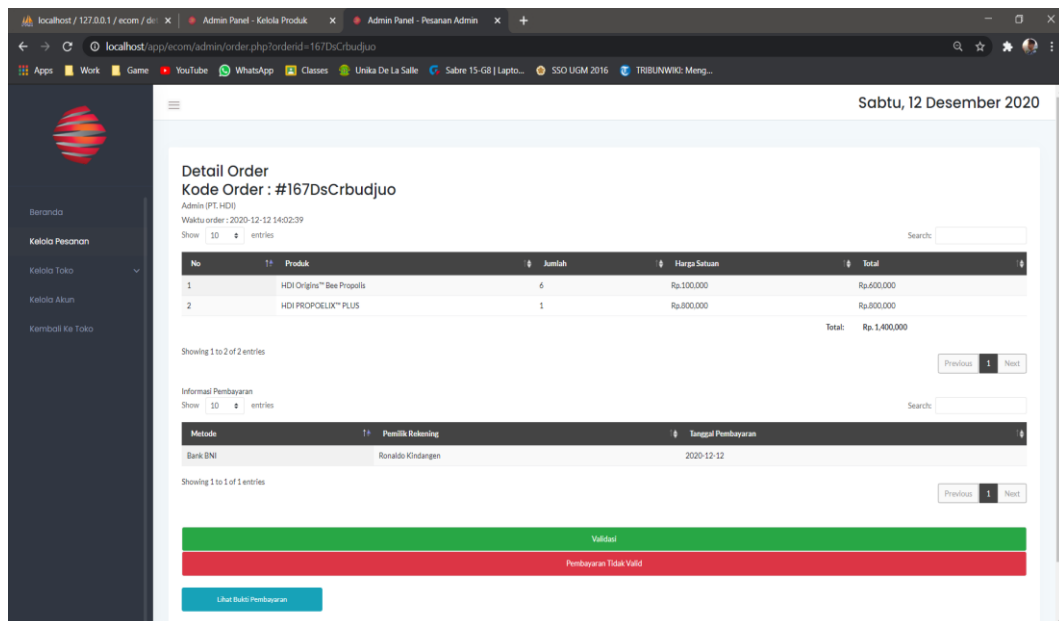 localhost / 127.0.0.1 / ecom / de
Admin Panel - Kelola Produk
Admin Panel - Pesanan Admin
localhost/app/ecom/admin/order.php?orderid=167DsCrbudjuo
Apps Work Game YouTube WhatsApp Classes Unika De La Salle Sabre 15-G8 | Lapto... SSO UGM 2016 TRIBUNWIKI: Meng...
Sabtu, 12 Desember 2020
Beranda
Kelola Pesanan
Kelola Toko
Kelola Akun
Kembali Ke Toko
Detail Order
Kode Order : #167DsCrbudjuo
Admin (PT. HDI)
Waktu order : 2020-12-12 14:02:39
Show 10 entries Search:
No Produk Jumlah Harga Satuan Total
1 HDI Origins™ Bee Propolis 6 Rp.100,000 Rp.600,000
2 HDI PROPOELIX™ PLUS 1 Rp.800,000 Rp.800,000
Total: Rp. 1,400,000
Showing 1 to 2 of 2 entries
Previous 1 Next
Informasi Pembayaran
Show 10 entries Search:
Metode Pemilik Rekening Tanggal Pembayaran
Bank BNI Ronaldo Kindangen 2020-12-12
Showing 1 to 1 of 1 entries
Previous 1 Next
Validasi
Pembayaran Tidak Valid
Lihat Bukti Pembayaran